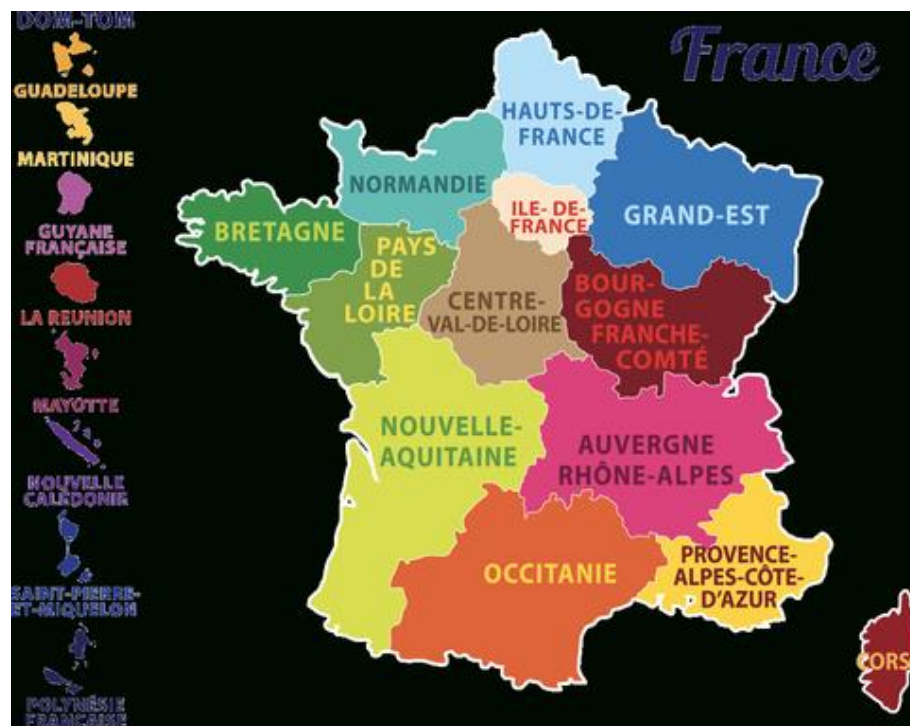 DOM-TOM
GUADELOUPE
MARTINIQUE
GUYANE
FRANÇAISE
LA REUNION
MAYOTTE
NOUVELLE
CALÉDONIE
SAINT-PIERRE-
ET-MIQUELON
POLYNÉSIE
FRANÇAISE
France
HAUTS-DE-
FRANCE
NORMANDIE
ILE- DE-
FRANCE
GRAND-EST
BRETAGNE
PAYS
DE
LA
LOIRE
CENTRE-
VAL-DE-LOIRE
BOUR-
GOGNE
FRANCHE-
COMTÉ
NOUVELLE-
AQUITAINE
AUVERGNE
RHÔNE-ALPES
OCCITANIE
PROVENCE-
ALPES-CÔTE-
D'AZUR
CORS